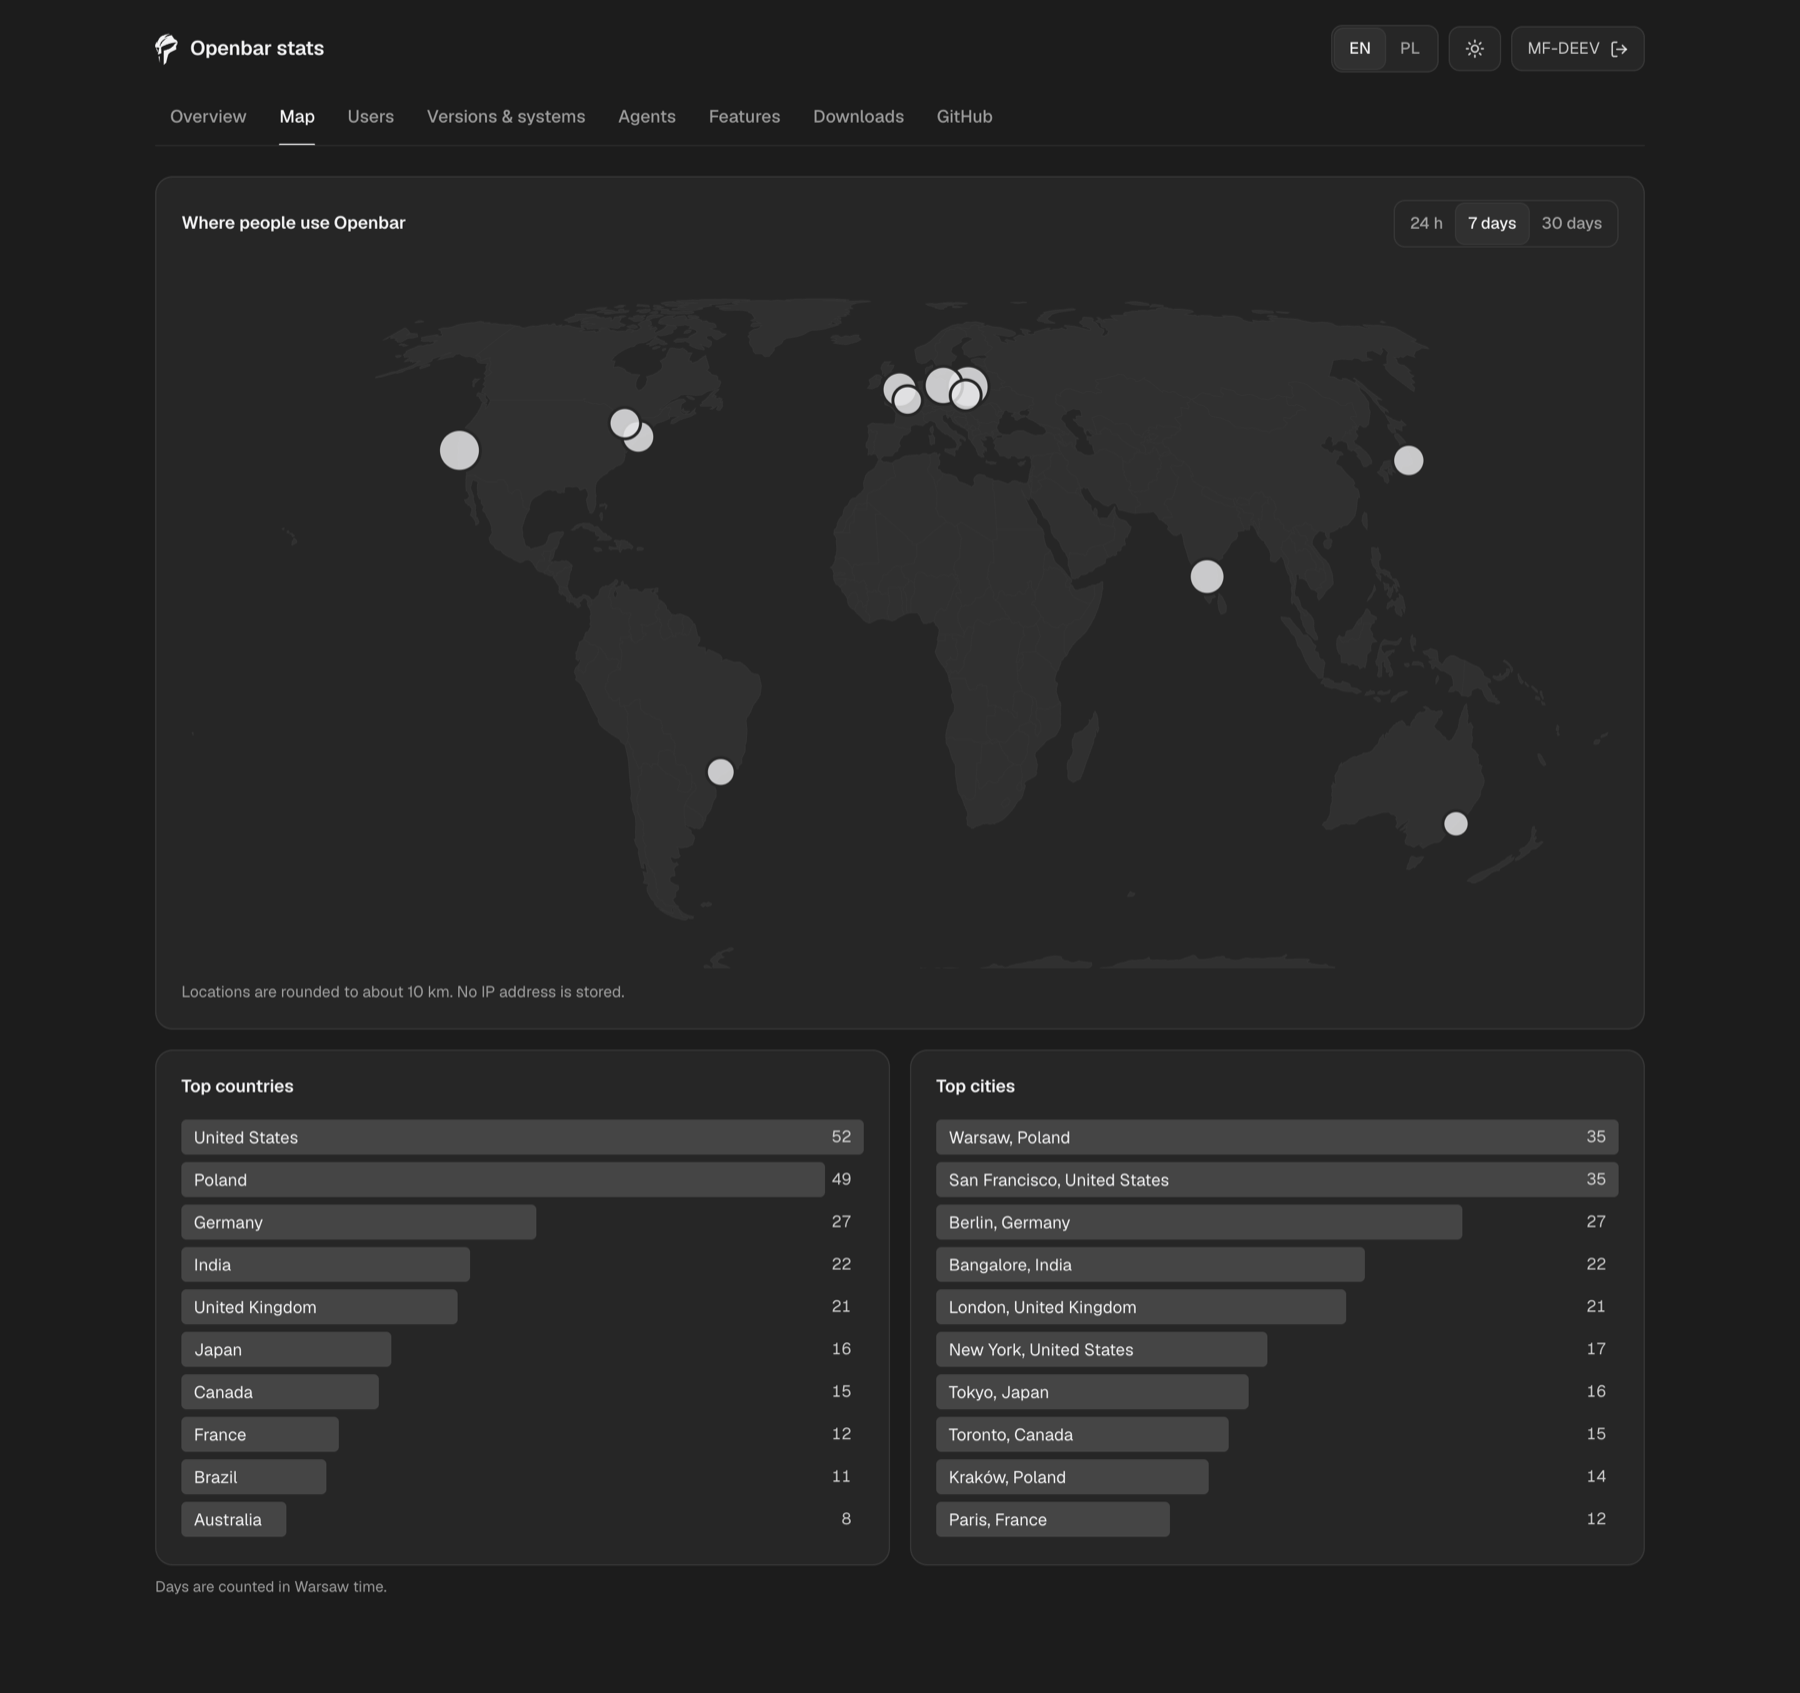 Openbar stats
EN PL MF-DEEV
Overview Map Users Versions & systems Agents Features Downloads GitHub
Where people use Openbar
24 h 7 days 30 days
Locations are rounded to about 10 km. No IP address is stored.
Top countries
United States 52
Poland 49
Germany 27
India 22
United Kingdom 21
Japan 16
Canada 15
France 12
Brazil 11
Australia 8
Top cities
Warsaw, Poland 35
San Francisco, United States 35
Berlin, Germany 27
Bangalore, India 22
London, United Kingdom 21
New York, United States 17
Tokyo, Japan 16
Toronto, Canada 15
Kraków, Poland 14
Paris, France 12
Days are counted in Warsaw time.